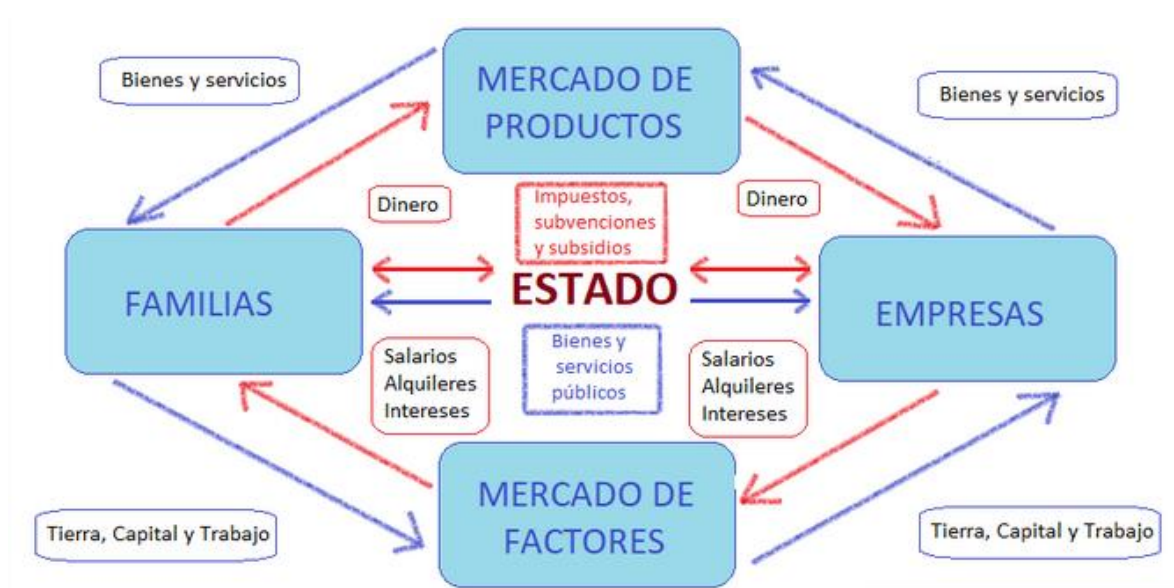 Bienes y servicios
MERCADO DE
PRODUCTOS
Bienes y servicios
Dinero
Impuestos,
subvenciones
y subsidios
Dinero
FAMILIAS
ESTADO
EMPRESAS
Salarios
Alquileres
Intereses
Bienes y
servicios
públicos
Salarios
Alquileres
Intereses
Tierra, Capital y Trabajo
MERCADO DE
FACTORES
Tierra, Capital y Trabajo